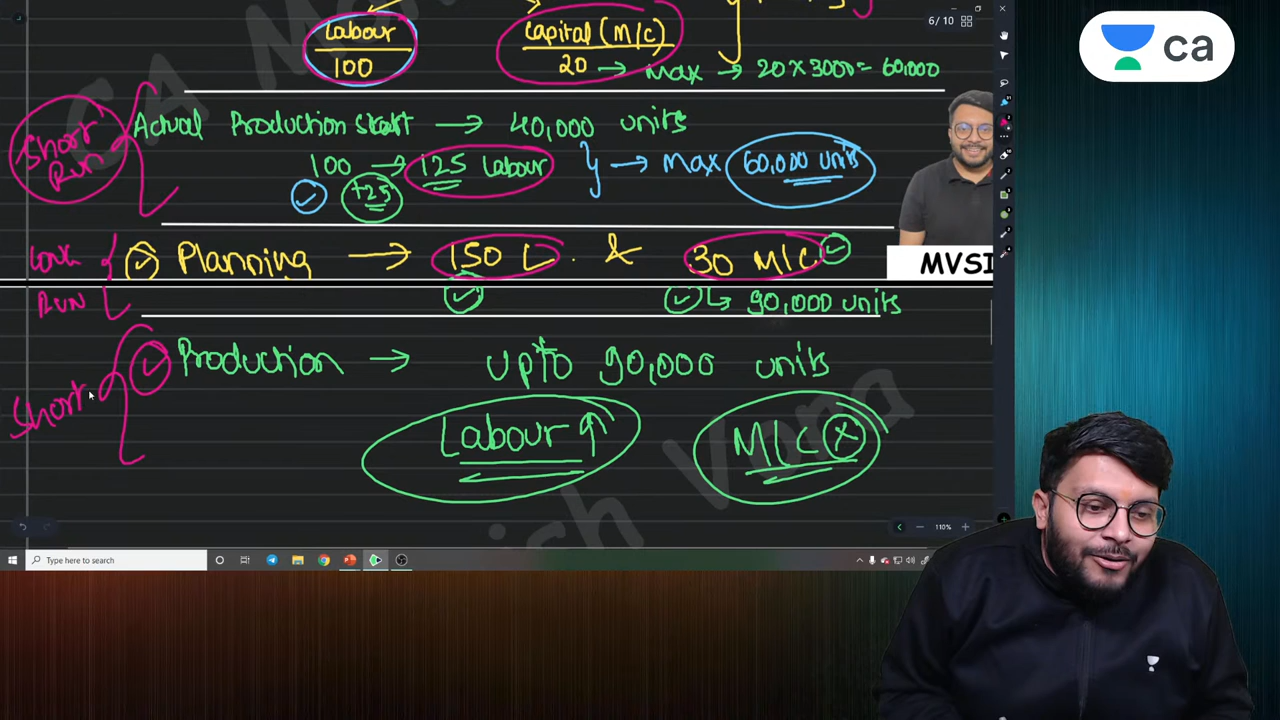 6/10
ca
Labour Capital (M/C)
100 20 → max → 20 x 3000 = 60,000
Short Run
Actual Production start → 40,000 units
100 → 125 Labour } → Max 60,000 units
+25
Run
Planning → 150 L. & 30 M/C
MVSI
↳ 90,000 units
Short
Production → upto 90,000 units
Labour ↑ M/C (x)
ish Vora
110%
Type here to search